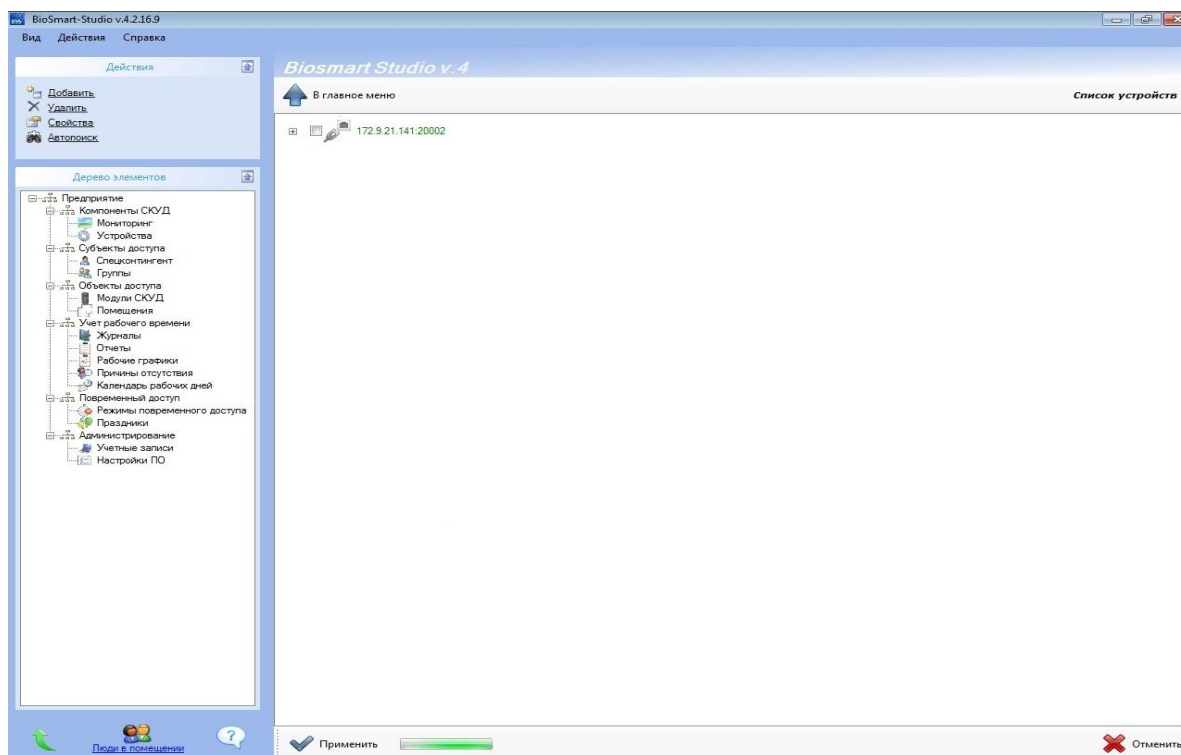 BioSmart-Studio v.4.2.16.9
Вид Действия Справка
Действия
Добавить
Удалить
Свойства
Автопоиск
Дерево элементов
Предприятие
Компоненты СКУД
Мониторинг
Устройства
Субъекты доступа
Спецконтингент
Группы
Объекты доступа
Модули СКУД
Помещения
Учет рабочего времени
Журналы
Отчеты
Рабочие графики
Причины отсутствия
Календарь рабочих дней
Повременный доступ
Режимы повременного доступа
Праздники
Администрирование
Учетные записи
Настройки ПО
Люди в помещении
Biosmart Studio v.4
В главное меню
Список устройств
172.9.21.141:20002
Применить
Отменить